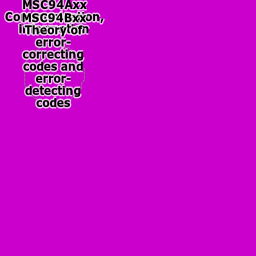 MSC94Axx
MSC94Bxx
Theory of
error-
correcting
codes and
error-
detecting
codes